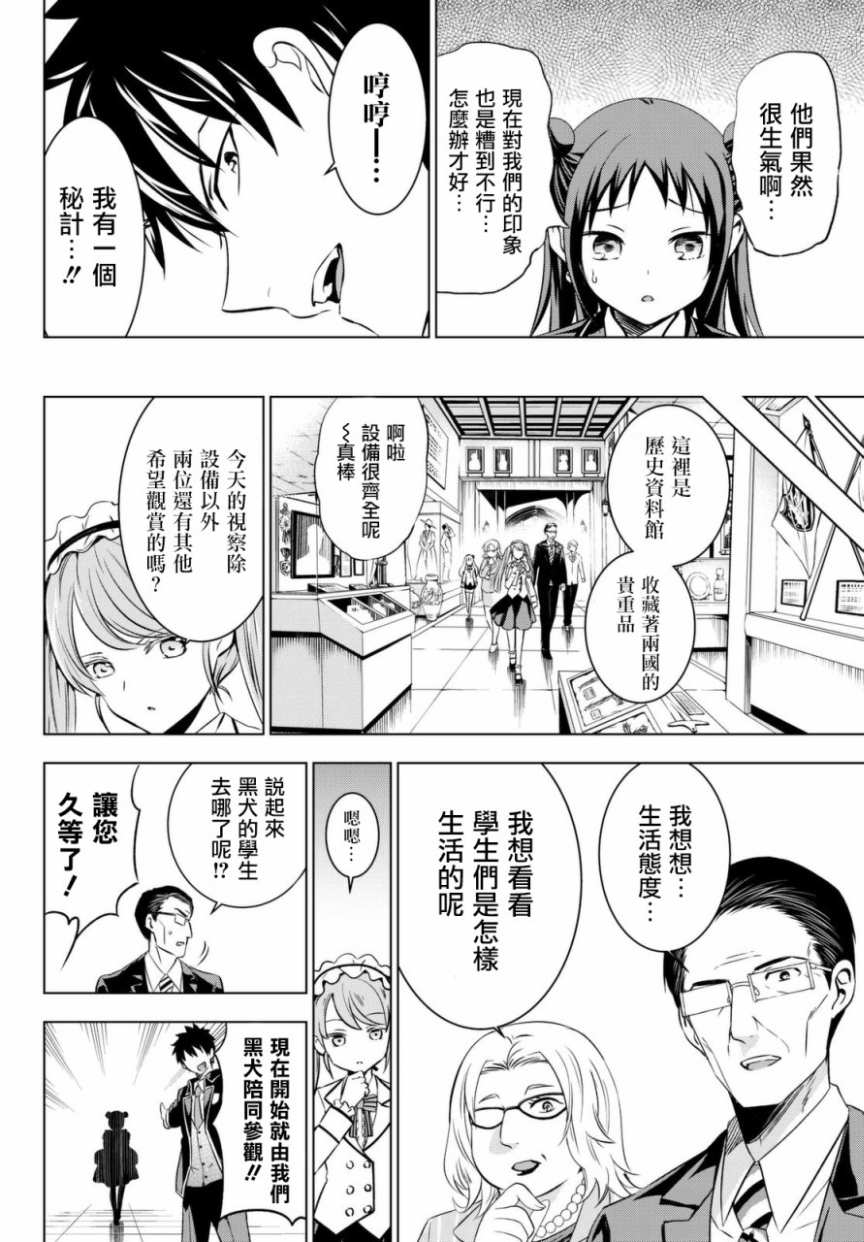 他們果然
很生氣啊…
現在對我們的印象
也是糟到不行…
怎麼辦才好…
哼哼—…
我有一個
秘計…!!
這裡是
歷史資料館
收藏著兩國的
貴重品
啊啦
設備很齊全呢
～真棒
今天的視察除
設備以外
兩位還有其他
希望觀賞的嗎?
我想想…
生活態度…
我想看看
學生們是怎樣
生活的呢
嗯嗯…
説起來
黑犬的學生
去哪了呢!?
讓您
久等了!
現在開始就由我們
黑犬陪同參觀!!